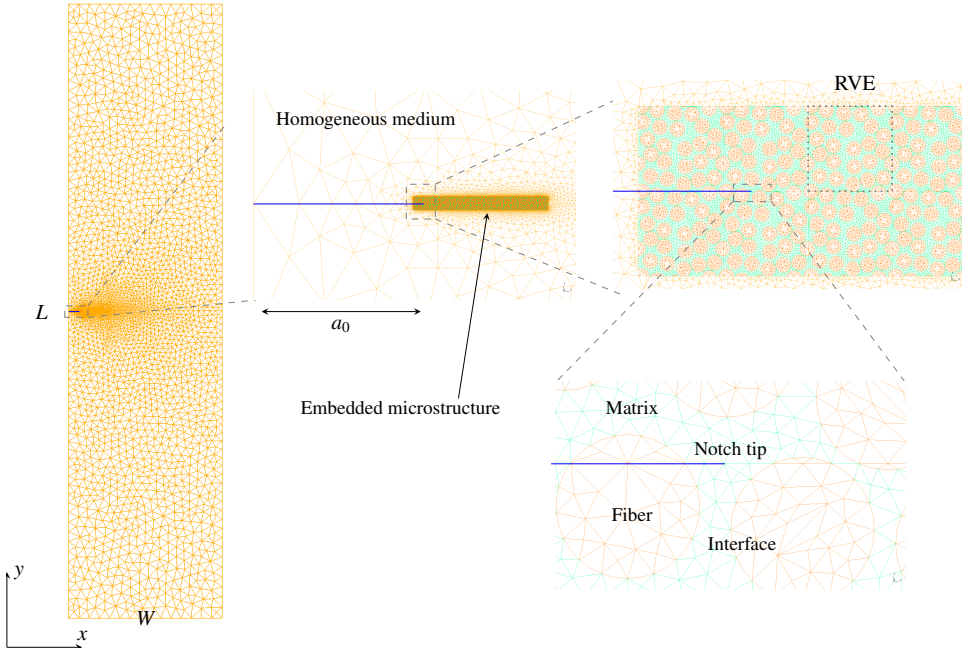 RVE
Homogeneous medium
L
a₀
Embedded microstructure
Matrix
Notch tip
Fiber
Interface
y
W
x